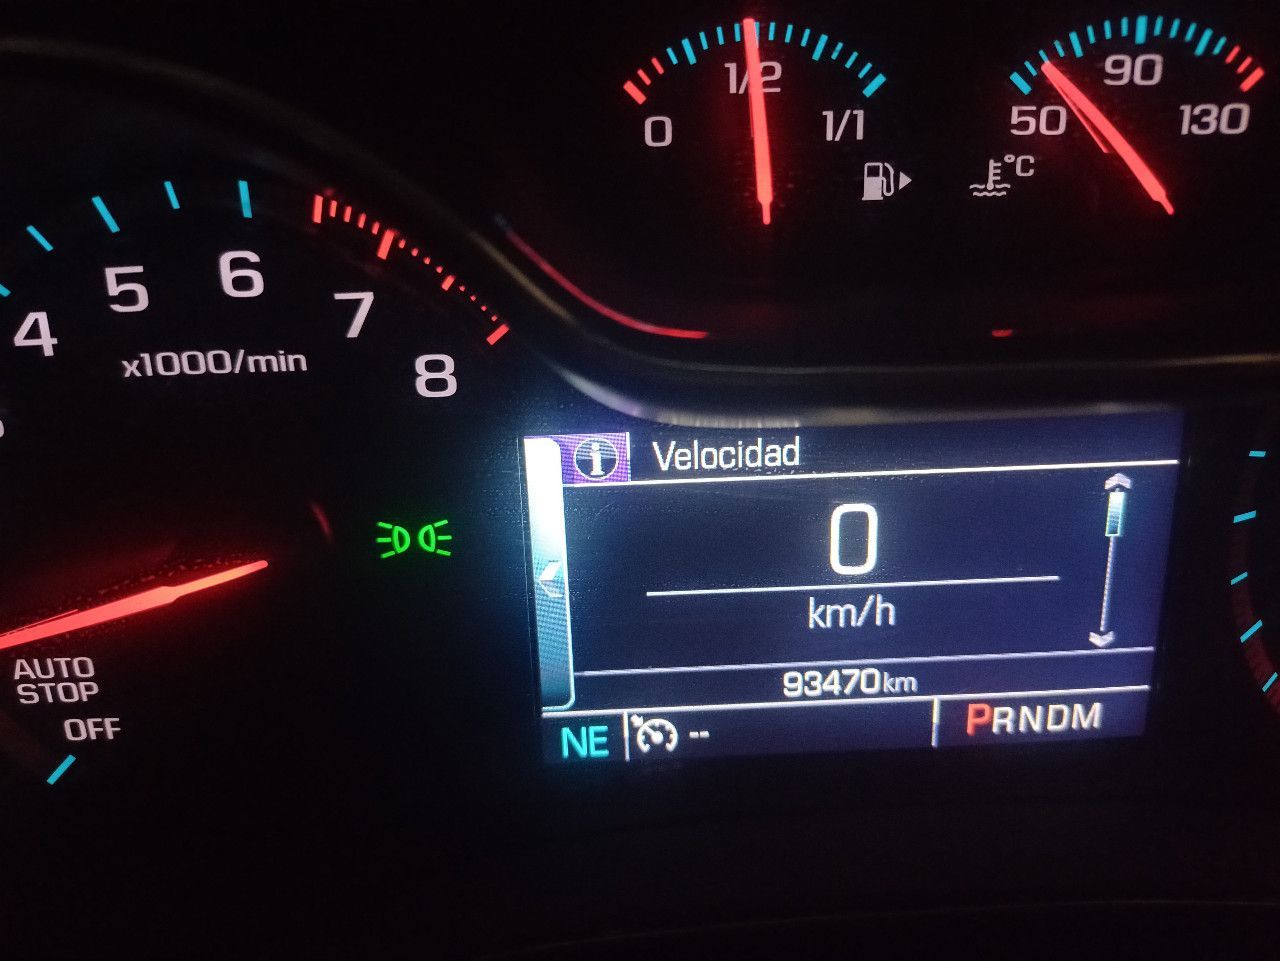 0
1/2
1/1
50
90
130
°C
4
5
6
7
8
x1000/min
AUTO
STOP
OFF
Velocidad
0
km/h
93470km
NE
--
PRNDM